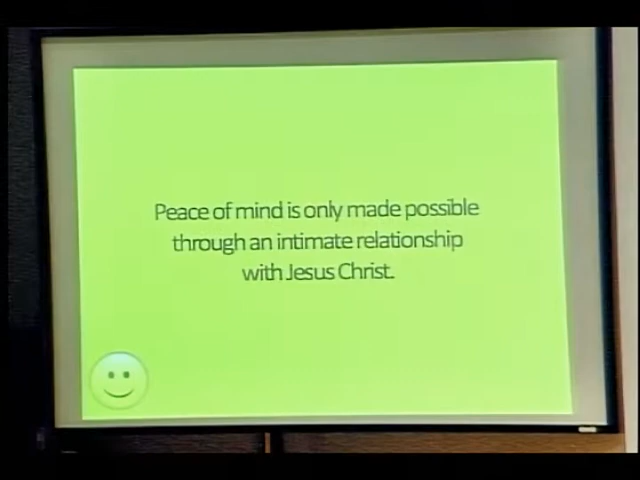 Peace of mind is only made possible
through an intimate relationship
with Jesus Christ.